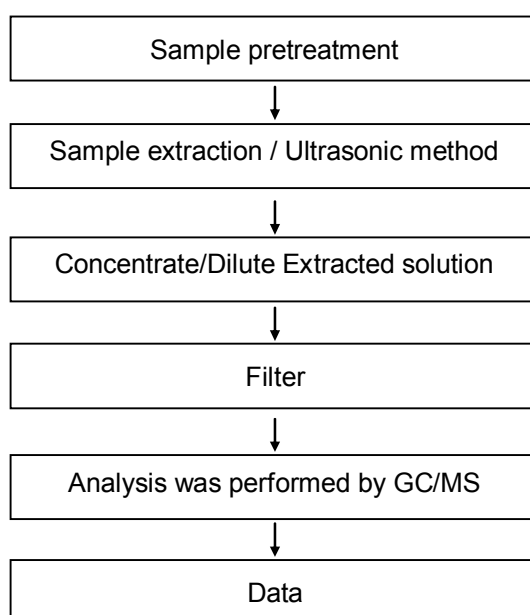 Sample pretreatment
Sample extraction / Ultrasonic method
Concentrate/Dilute Extracted solution
Filter
Analysis was performed by GC/MS
Data